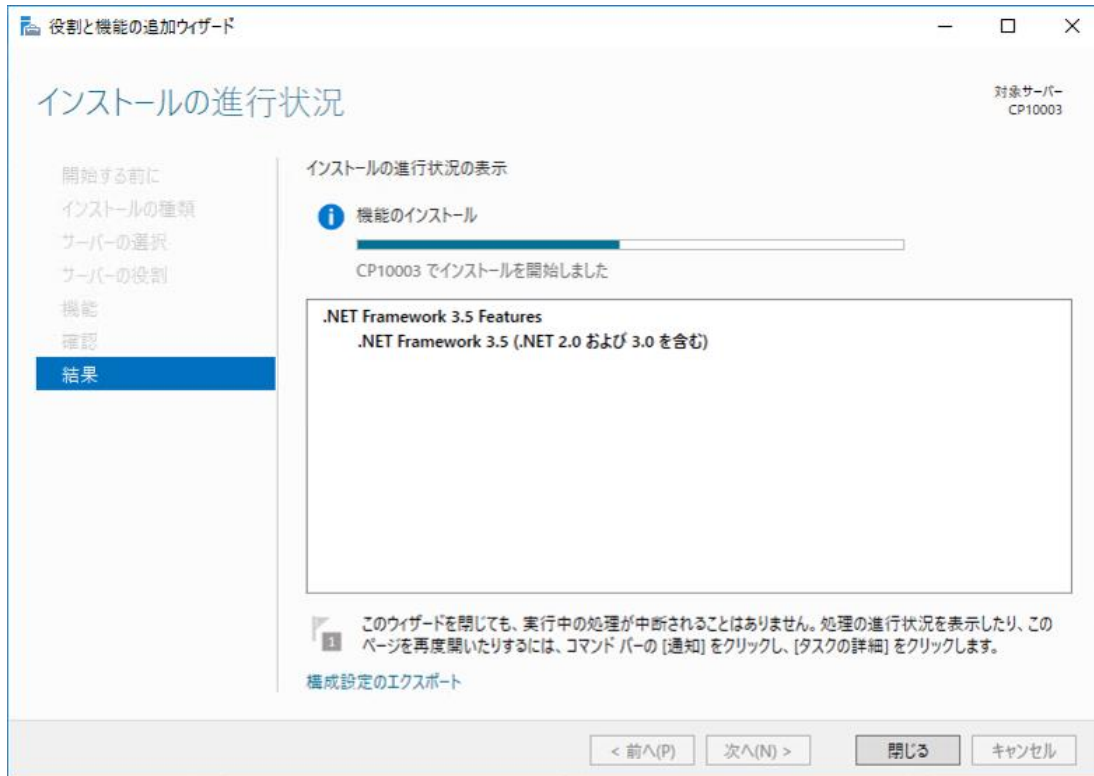 役割と機能の追加ウィザード
インストールの進行状況
対象サーバー
CP10003
開始する前に
インストールの種類
サーバーの選択
サーバーの役割
機能
確認
結果
インストールの進行状況の表示
機能のインストール
CP10003 でインストールを開始しました
.NET Framework 3.5 Features
.NET Framework 3.5 (.NET 2.0 および 3.0 を含む)
1
このウィザードを閉じても、実行中の処理が中断されることはありません。処理の進行状況を表示したり、この
ページを再度開いたりするには、コマンド バーの [通知] をクリックし、[タスクの詳細] をクリックします。
構成設定のエクスポート
< 前へ(P)
次へ(N) >
閉じる
キャンセル